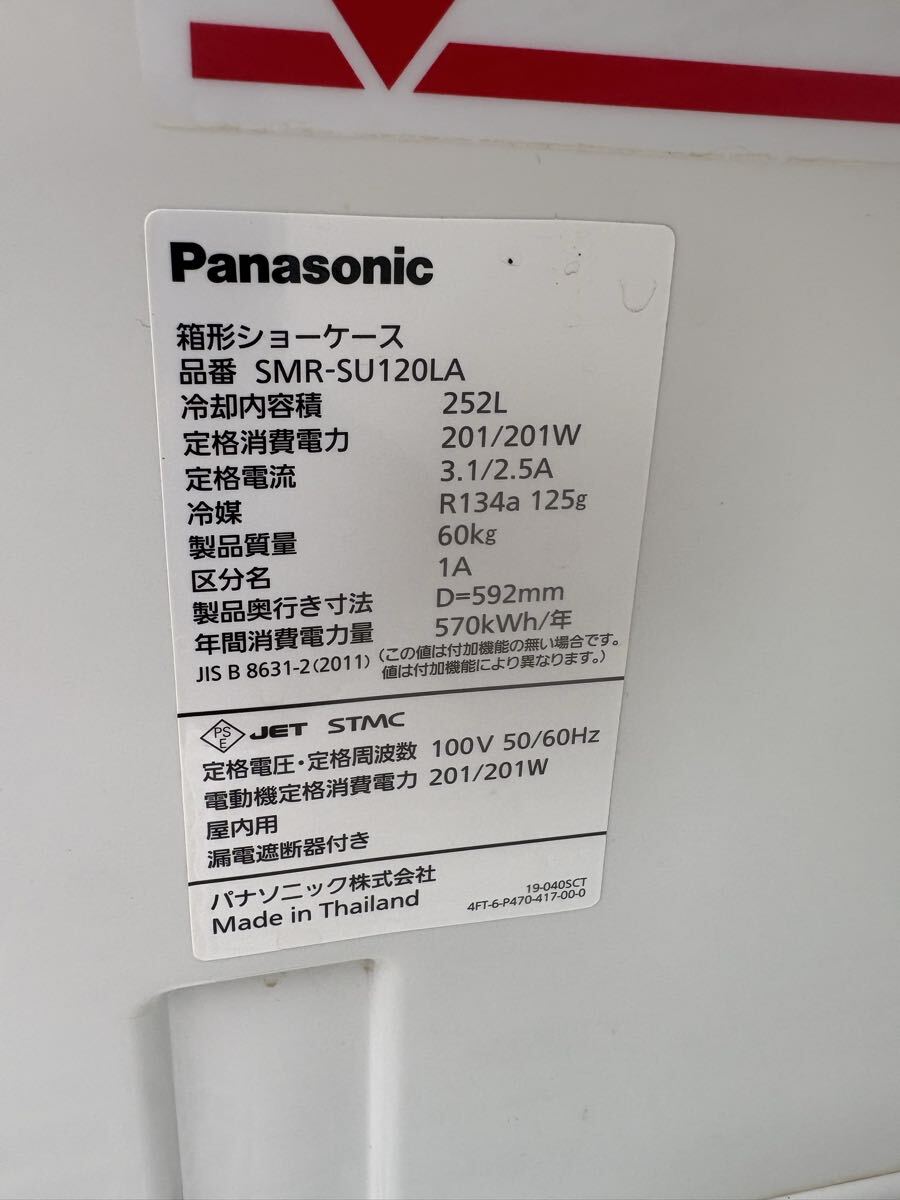 Panasonic
箱形ショーケース
品番 SMR-SU120LA
冷却内容積 252L
定格消費電力 201/201W
定格電流 3.1/2.5A
冷媒 R134a 125g
製品質量 60kg
区分名 1A
製品奥行き寸法 D=592mm
年間消費電力量 570kWh/年
JIS B 8631-2(2011) (この値は付加機能の無い場合です。
値は付加機能により異なります。)
PS
E
JET STMC
定格電圧・定格周波数 100V 50/60Hz
電動機定格消費電力 201/201W
屋内用
漏電遮断器付き
パナソニック株式会社
19-040SCT
Made in Thailand
4FT-6-P470-417-00-0